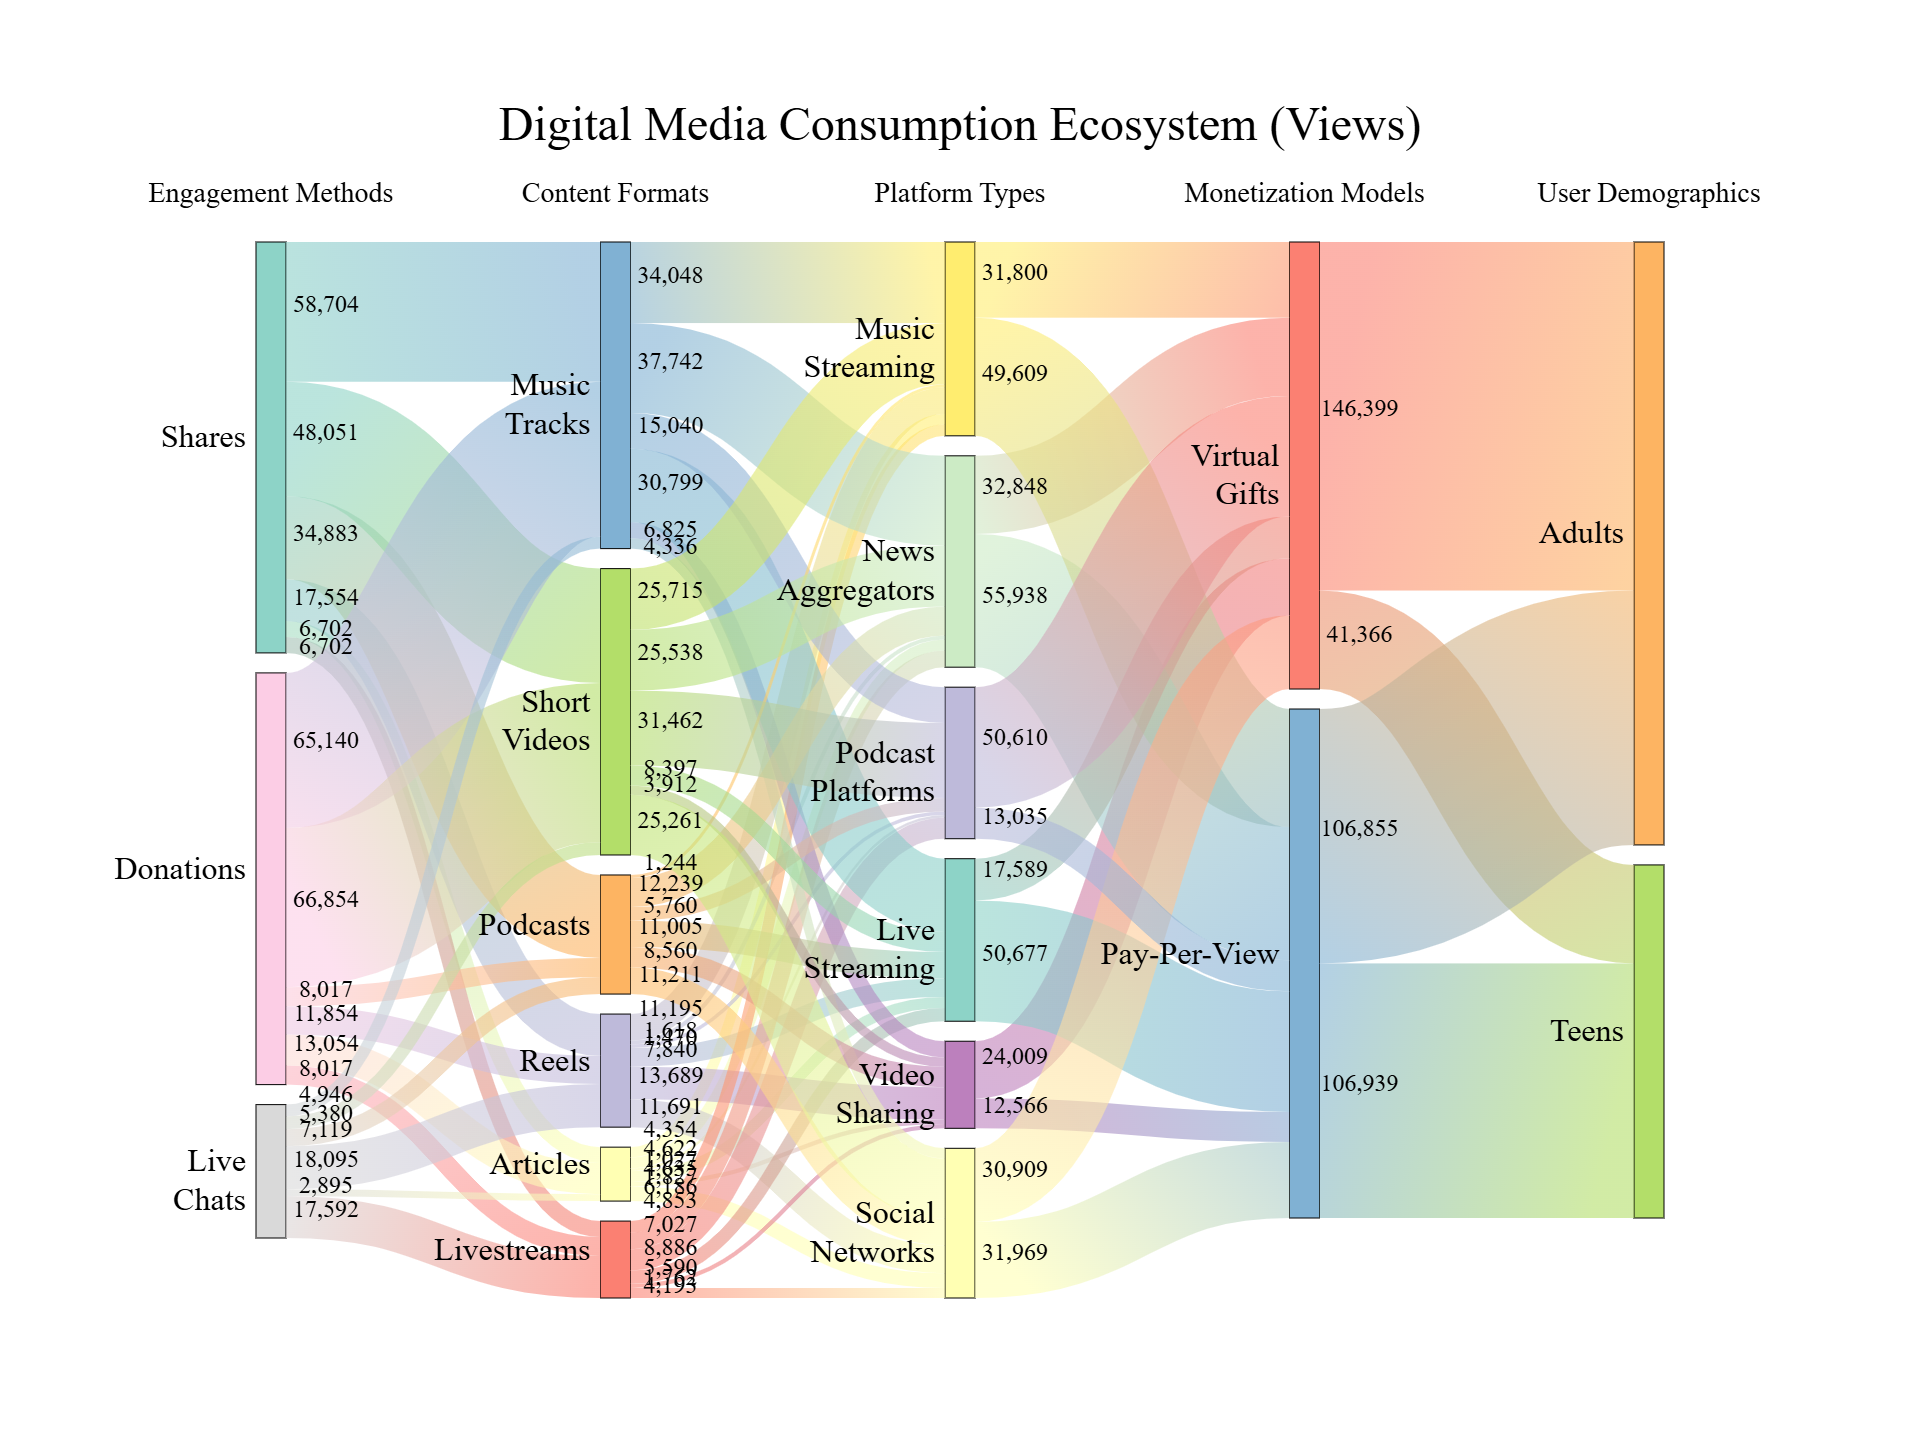 Digital Media Consumption Ecosystem (Views)
Engagement Methods
Content Formats
Platform Types
Monetization Models
User Demographics
Shares
58,704
48,051
34,883
17,554
6,702
6,702
Donations
65,140
66,854
8,017
11,854
13,054
8,017
Live
Chats
4,946
5,380
7,119
18,095
2,895
17,592
Music
Tracks
34,048
37,742
15,040
30,799
6,825
4,336
Short
Videos
25,715
25,538
31,462
8,397
3,912
25,261
Podcasts
1,244
12,239
5,760
11,005
8,560
11,211
Reels
11,195
1,618
7,840
13,689
11,691
Articles
4,354
4,622
6,186
4,853
Livestreams
7,027
8,886
5,590
4,193
Music
Streaming
31,800
49,609
News
Aggregators
32,848
55,938
Podcast
Platforms
50,610
13,035
Live
Streaming
17,589
50,677
Video
Sharing
24,009
12,566
Social
Networks
30,909
31,969
Virtual
Gifts
146,399
41,366
Pay-Per-View
106,855
106,939
Adults
Teens